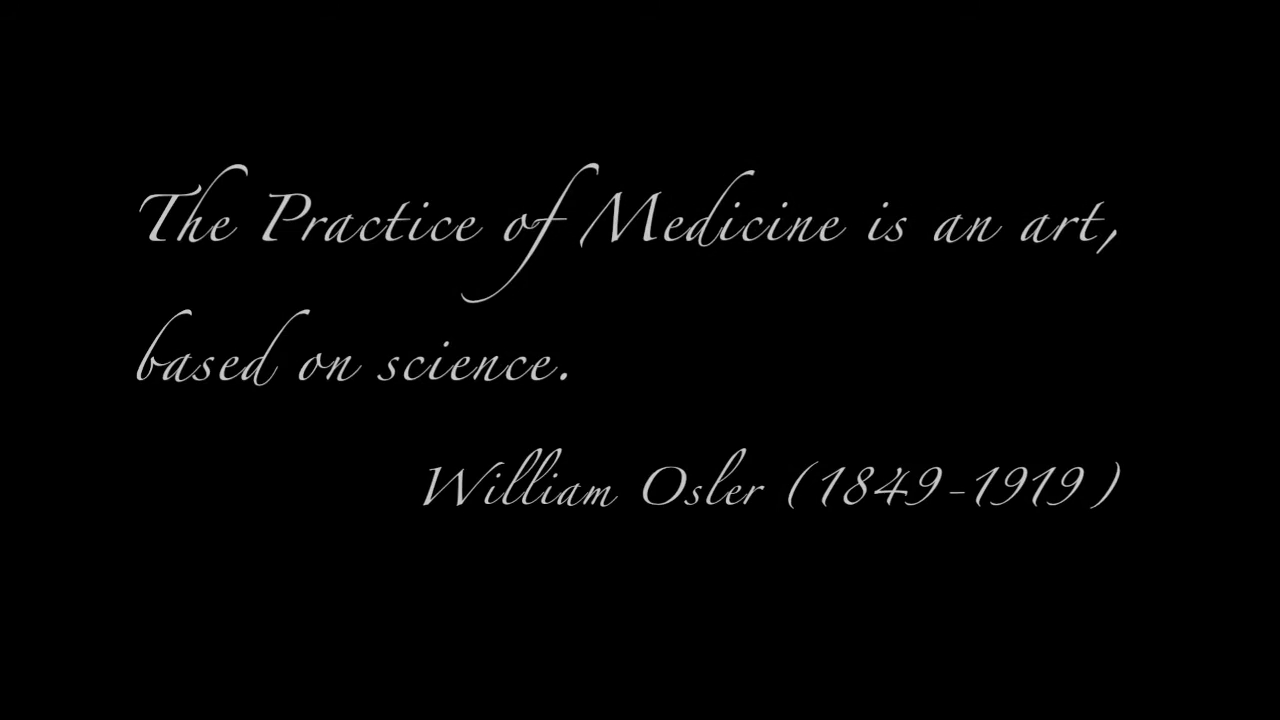 The Practice of Medicine is an art,
based on science.
William Osler (1849-1919)